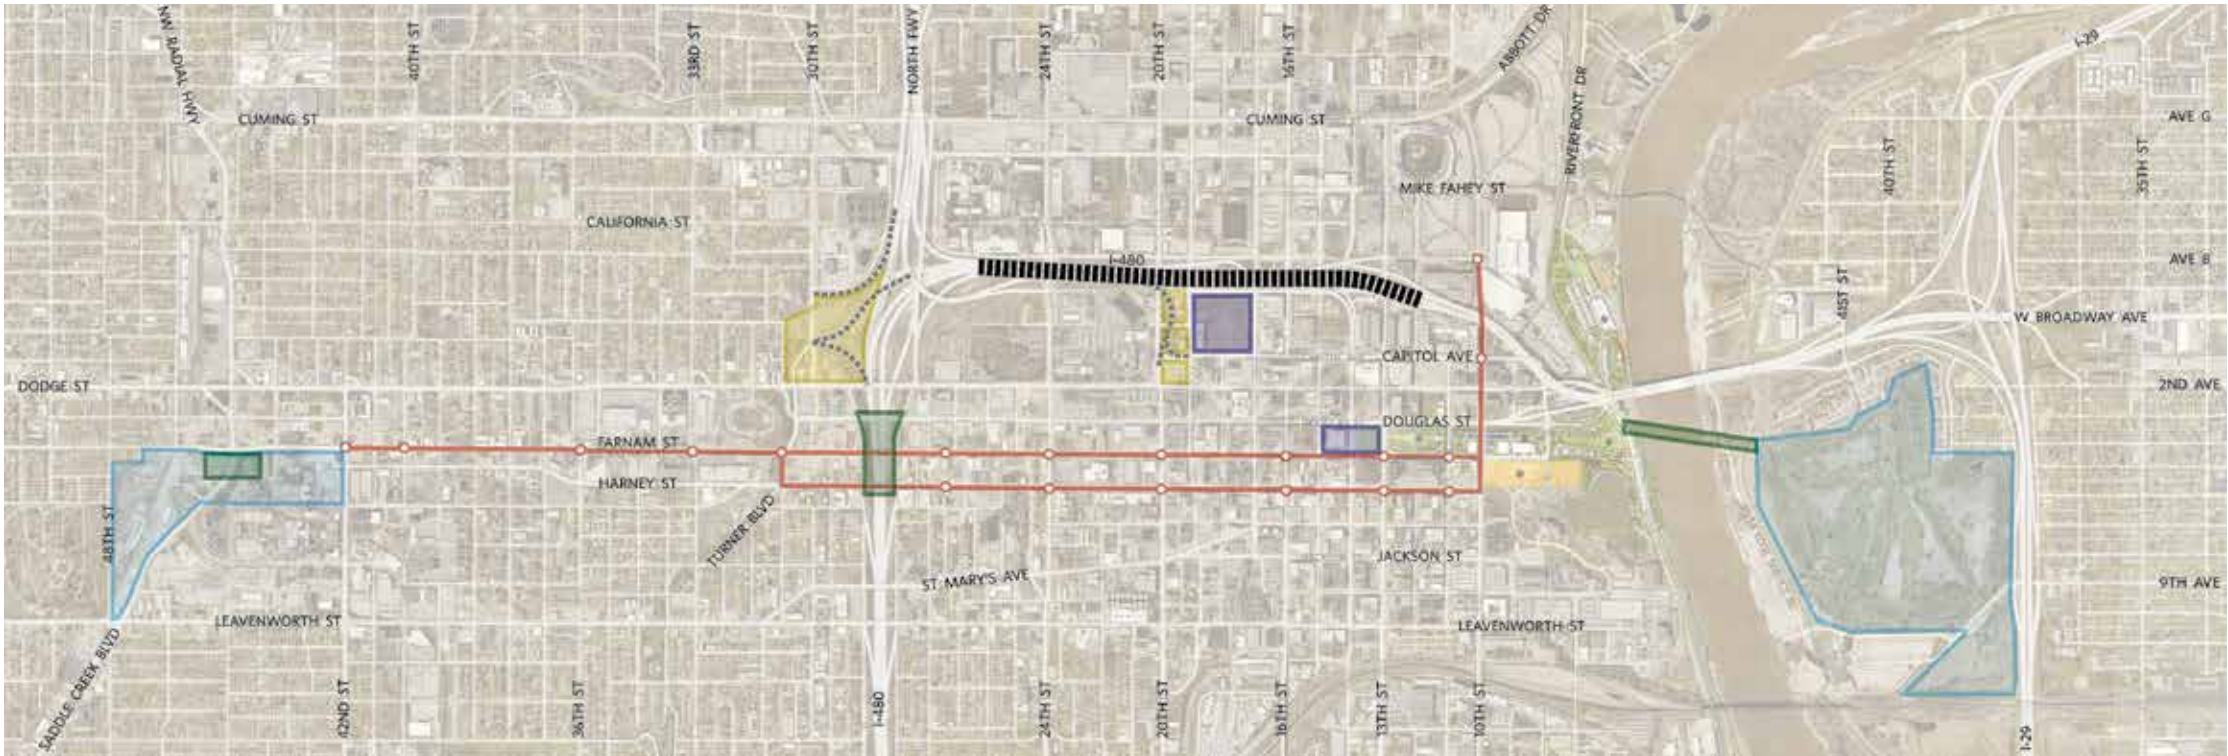 NW RADIAL HWY
40TH ST
33RD ST
30TH ST
NORTH FWY
24TH ST
20TH ST
16TH ST
ABBOTT DR
RIVERFRONT DR
I-29
CUMING ST
CUMING ST
AVE G
35TH ST
40TH ST
MIKE FAHEY ST
CALIFORNIA ST
I-480
AVE B
41ST ST
W BROADWAY AVE
CAPITOL AVE
DODGE ST
2ND AVE
DOUGLAS ST
FARNAM ST
HARNEY ST
48TH ST
TURNER BLVD
JACKSON ST
ST MARY'S AVE
9TH AVE
LEAVENWORTH ST
LEAVENWORTH ST
SADDLE CREEK BLVD
42ND ST
36TH ST
I-480
24TH ST
20TH ST
16TH ST
13TH ST
10TH ST
I-29